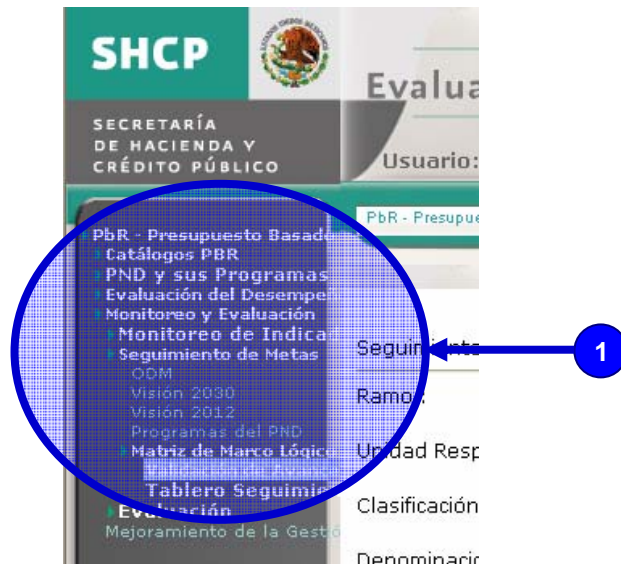 SHCP
SECRETARÍA
DE HACIENDA Y
CRÉDITO PÚBLICO
Evalua
Usuario:
PbR - Presupue
PbR - Presupuesto Basad
Catálogos PBR
PND y sus Programas
Evaluación del Desempe
Monitoreo y Evaluación
Monitoreo de Indica
Seguimiento de Metas
ODM
Visión 2030
Visión 2012
Programas del PND
Matriz de Marco Lógico
Tablero Seguimie
Evaluación
Mejoramiento de la Gestió
Seguimiento
Ramo:
Unidad Resp
Clasificación
Denominació
1